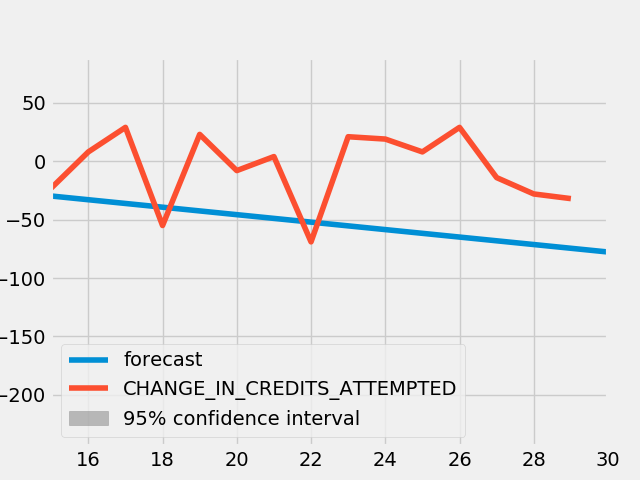 50
0
−50
−100
−150
−200
forecast
CHANGE_IN_CREDITS_ATTEMPTED
95% confidence interval
16 18 20 22 24 26 28 30